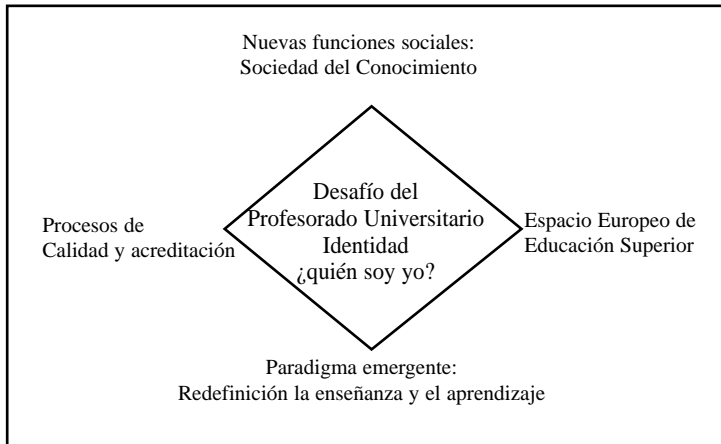 Nuevas funciones sociales:
Sociedad del Conocimiento
Desafío del
Profesorado Universitario
Identidad
¿quién soy yo?
Procesos de
Calidad y acreditación
Espacio Europeo de
Educación Superior
Paradigma emergente:
Redefinición la enseñanza y el aprendizaje